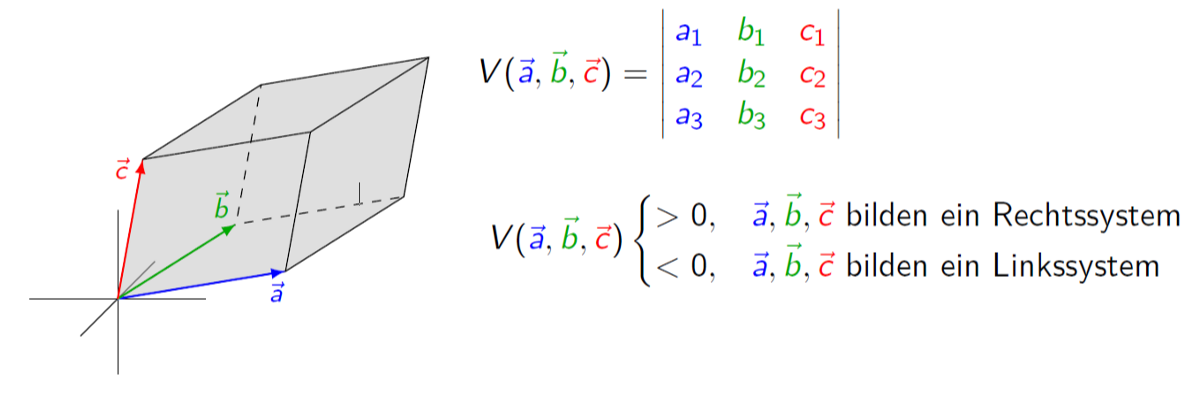 V(a⃗, b⃗, c⃗) = | a₁ b₁ c₁ |
| a₂ b₂ c₂ |
| a₃ b₃ c₃ |
c⃗
b⃗
a⃗
V(a⃗, b⃗, c⃗) { > 0, a⃗, b⃗, c⃗ bilden ein Rechtssystem
< 0, a⃗, b⃗, c⃗ bilden ein Linkssystem